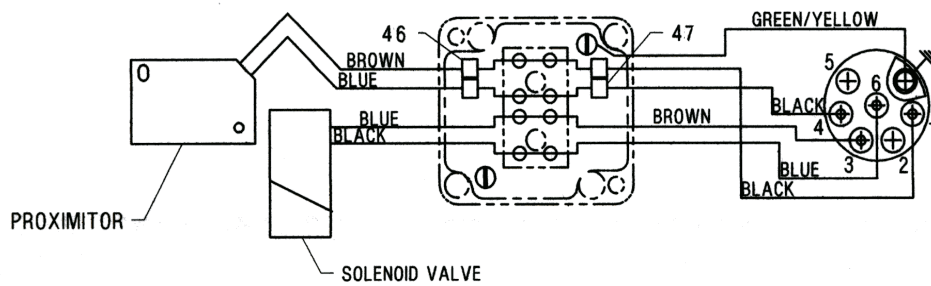 GREEN/YELLOW
46
47
BROWN
BLUE
5
6
BLACK
4
BLUE
BROWN
BLACK
3
2
BLUE
BLACK
PROXIMITOR
SOLENOID VALVE